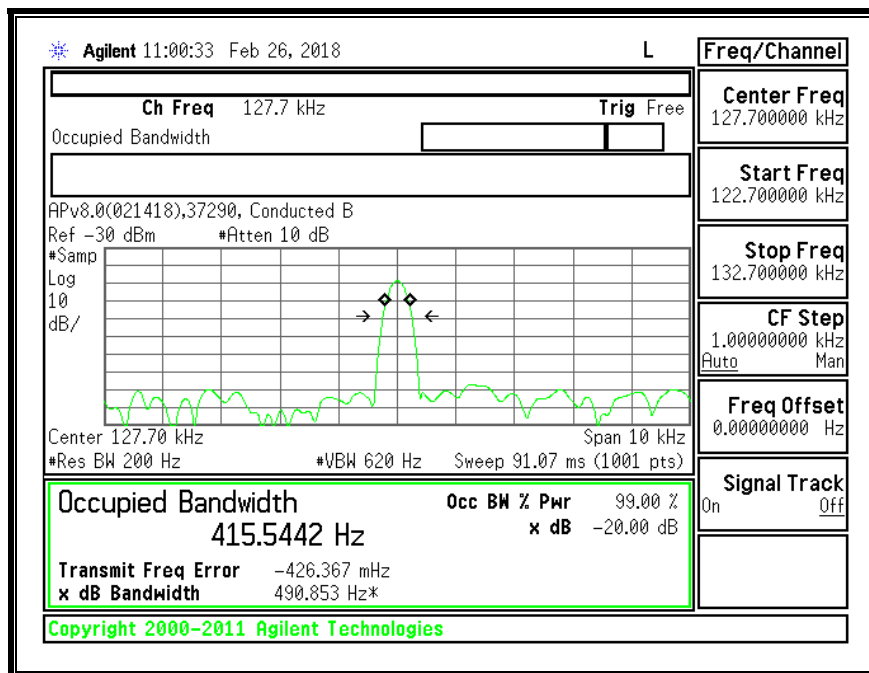 Agilent 11:00:33 Feb 26, 2018 L
Freq/Channel
Ch Freq 127.7 kHz Trig Free
Occupied Bandwidth
APv8.0(021418),37290, Conducted B
Ref -30 dBm #Atten 10 dB
#Samp
Log
10
dB/
Center 127.70 kHz Span 10 kHz
#Res BW 200 Hz #VBW 620 Hz Sweep 91.07 ms (1001 pts)
Occupied Bandwidth Occ BW % Pwr 99.00 %
415.5442 Hz x dB -20.00 dB
Transmit Freq Error -426.367 mHz
x dB Bandwidth 490.853 Hz*
Copyright 2000-2011 Agilent Technologies
Center Freq
127.700000 kHz
Start Freq
122.700000 kHz
Stop Freq
132.700000 kHz
CF Step
1.00000000 kHz
Auto Man
Freq Offset
0.00000000 Hz
Signal Track
On Off